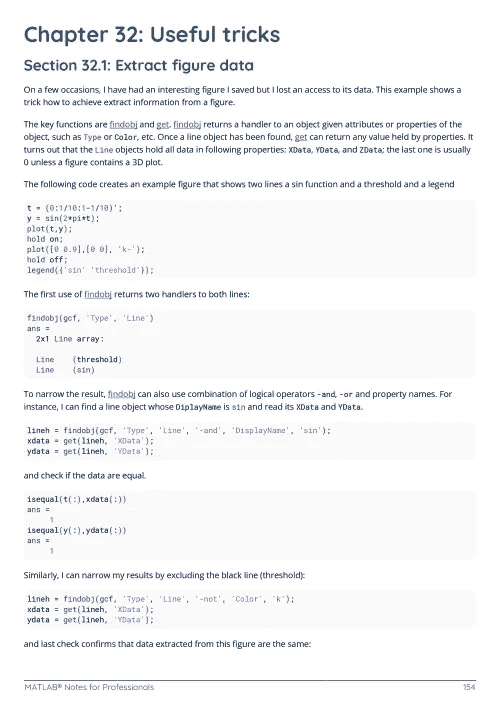 Chapter 32: Useful tricks
Section 32.1: Extract figure data
On a few occasions, I have had an interesting figure I saved but I lost an access to its data. This example shows a
trick how to achieve extract information from a figure.
The key functions are findobj and get. findobj returns a handler to an object given attributes or properties of the
object, such as Type or Color, etc. Once a line object has been found, get can return any value held by properties. It
turns out that the Line objects hold all data in following properties: XData, YData, and ZData; the last one is usually
0 unless a figure contains a 3D plot.
The following code creates an example figure that shows two lines a sin function and a threshold and a legend
t = (0:1/10:1-1/10)';
y = sin(2*pi*t);
plot(t,y);
hold on;
plot([0 0.9],[0 0], 'k-');
hold off;
legend({'sin' 'threshold'});
The first use of findobj returns two handlers to both lines:
findobj(gcf, 'Type', 'Line')
ans =
2x1 Line array:
Line (threshold)
Line (sin)
To narrow the result, findobj can also use combination of logical operators -and, -or and property names. For
instance, I can find a line object whose DiplayName is sin and read its XData and YData.
lineh = findobj(gcf, 'Type', 'Line', '-and', 'DisplayName', 'sin');
xdata = get(lineh, 'XData');
ydata = get(lineh, 'YData');
and check if the data are equal.
isequal(t(:),xdata(:))
ans =
1
isequal(y(:),ydata(:))
ans =
1
Similarly, I can narrow my results by excluding the black line (threshold):
lineh = findobj(gcf, 'Type', 'Line', '-not', 'Color', 'k');
xdata = get(lineh, 'XData');
ydata = get(lineh, 'YData');
and last check confirms that data extracted from this figure are the same:
MATLAB® Notes for Professionals 154